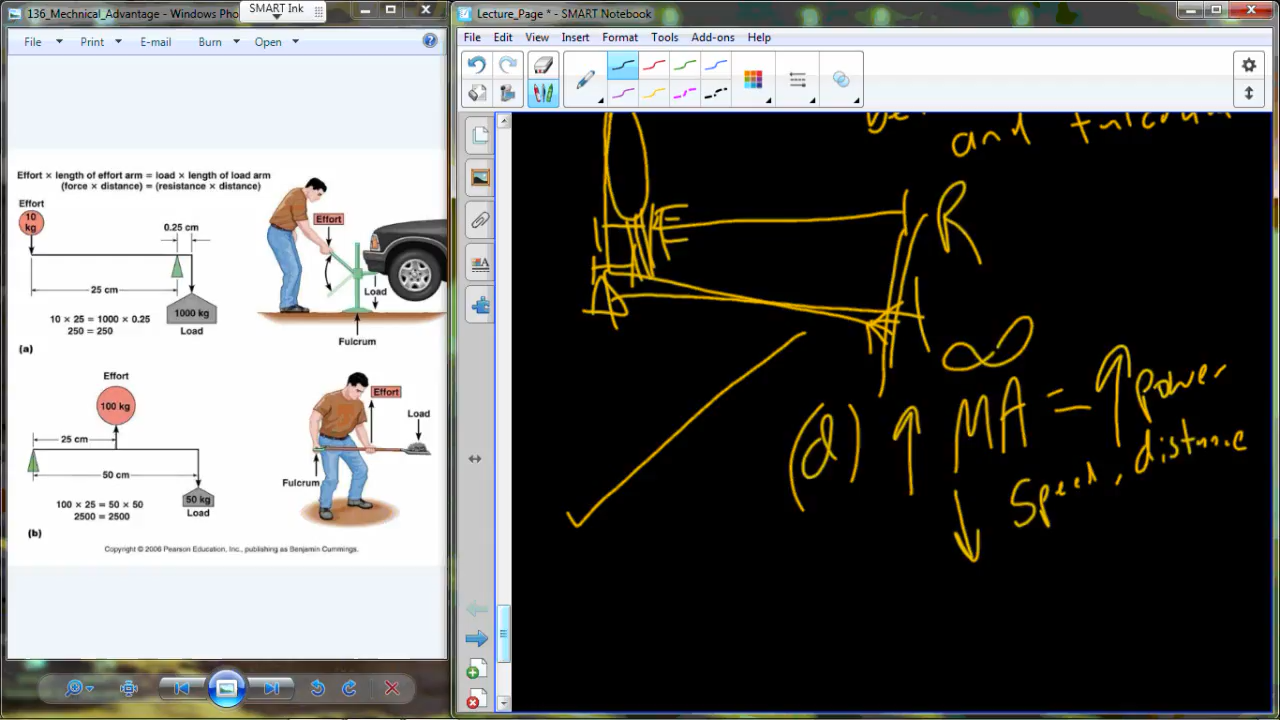 136_Mechnical_Advantage - Windows Pho
SMART Ink
File Print E-mail Burn Open
Effort × length of effort arm = load × length of load arm
(force × distance) = (resistance × distance)
Effort
10
kg
0.25 cm
25 cm
1000 kg
10 × 25 = 1000 × 0.25
250 = 250
Load
(a)
Effort
Load
Fulcrum
Effort
100 kg
25 cm
50 cm
50 kg
100 × 25 = 50 × 50
2500 = 2500
Load
(b)
Effort
Load
Fulcrum
Copyright © 2006 Pearson Education, Inc., publishing as Benjamin Cummings.
Lecture_Page * - SMART Notebook
File Edit View Insert Format Tools Add-ons Help
and fulcrum
E
R
(d) ↑ MA = ↑ power
↓ Speed, distance